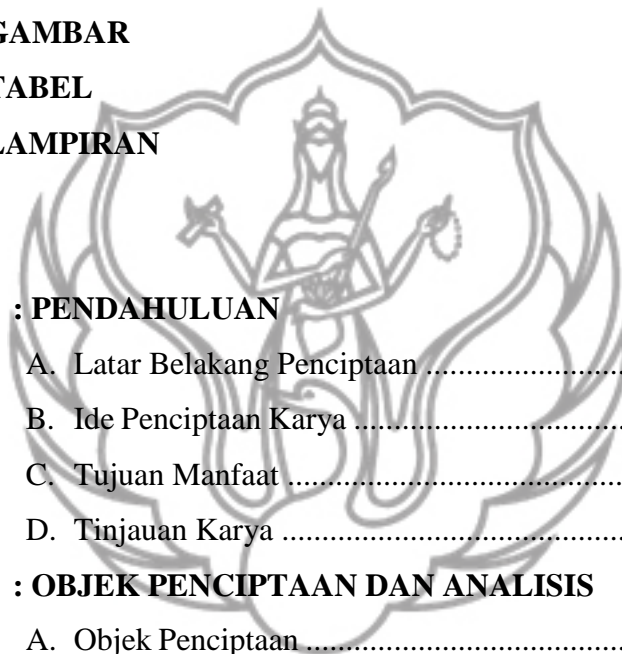 GAMBAR
TABEL
LAMPIRAN
: PENDAHULUAN
A. Latar Belakang Penciptaan ........................
B. Ide Penciptaan Karya ................................
C. Tujuan Manfaat .........................................
D. Tinjauan Karya ..........................................
: OBJEK PENCIPTAAN DAN ANALISIS
A. Objek Penciptaan .......................................